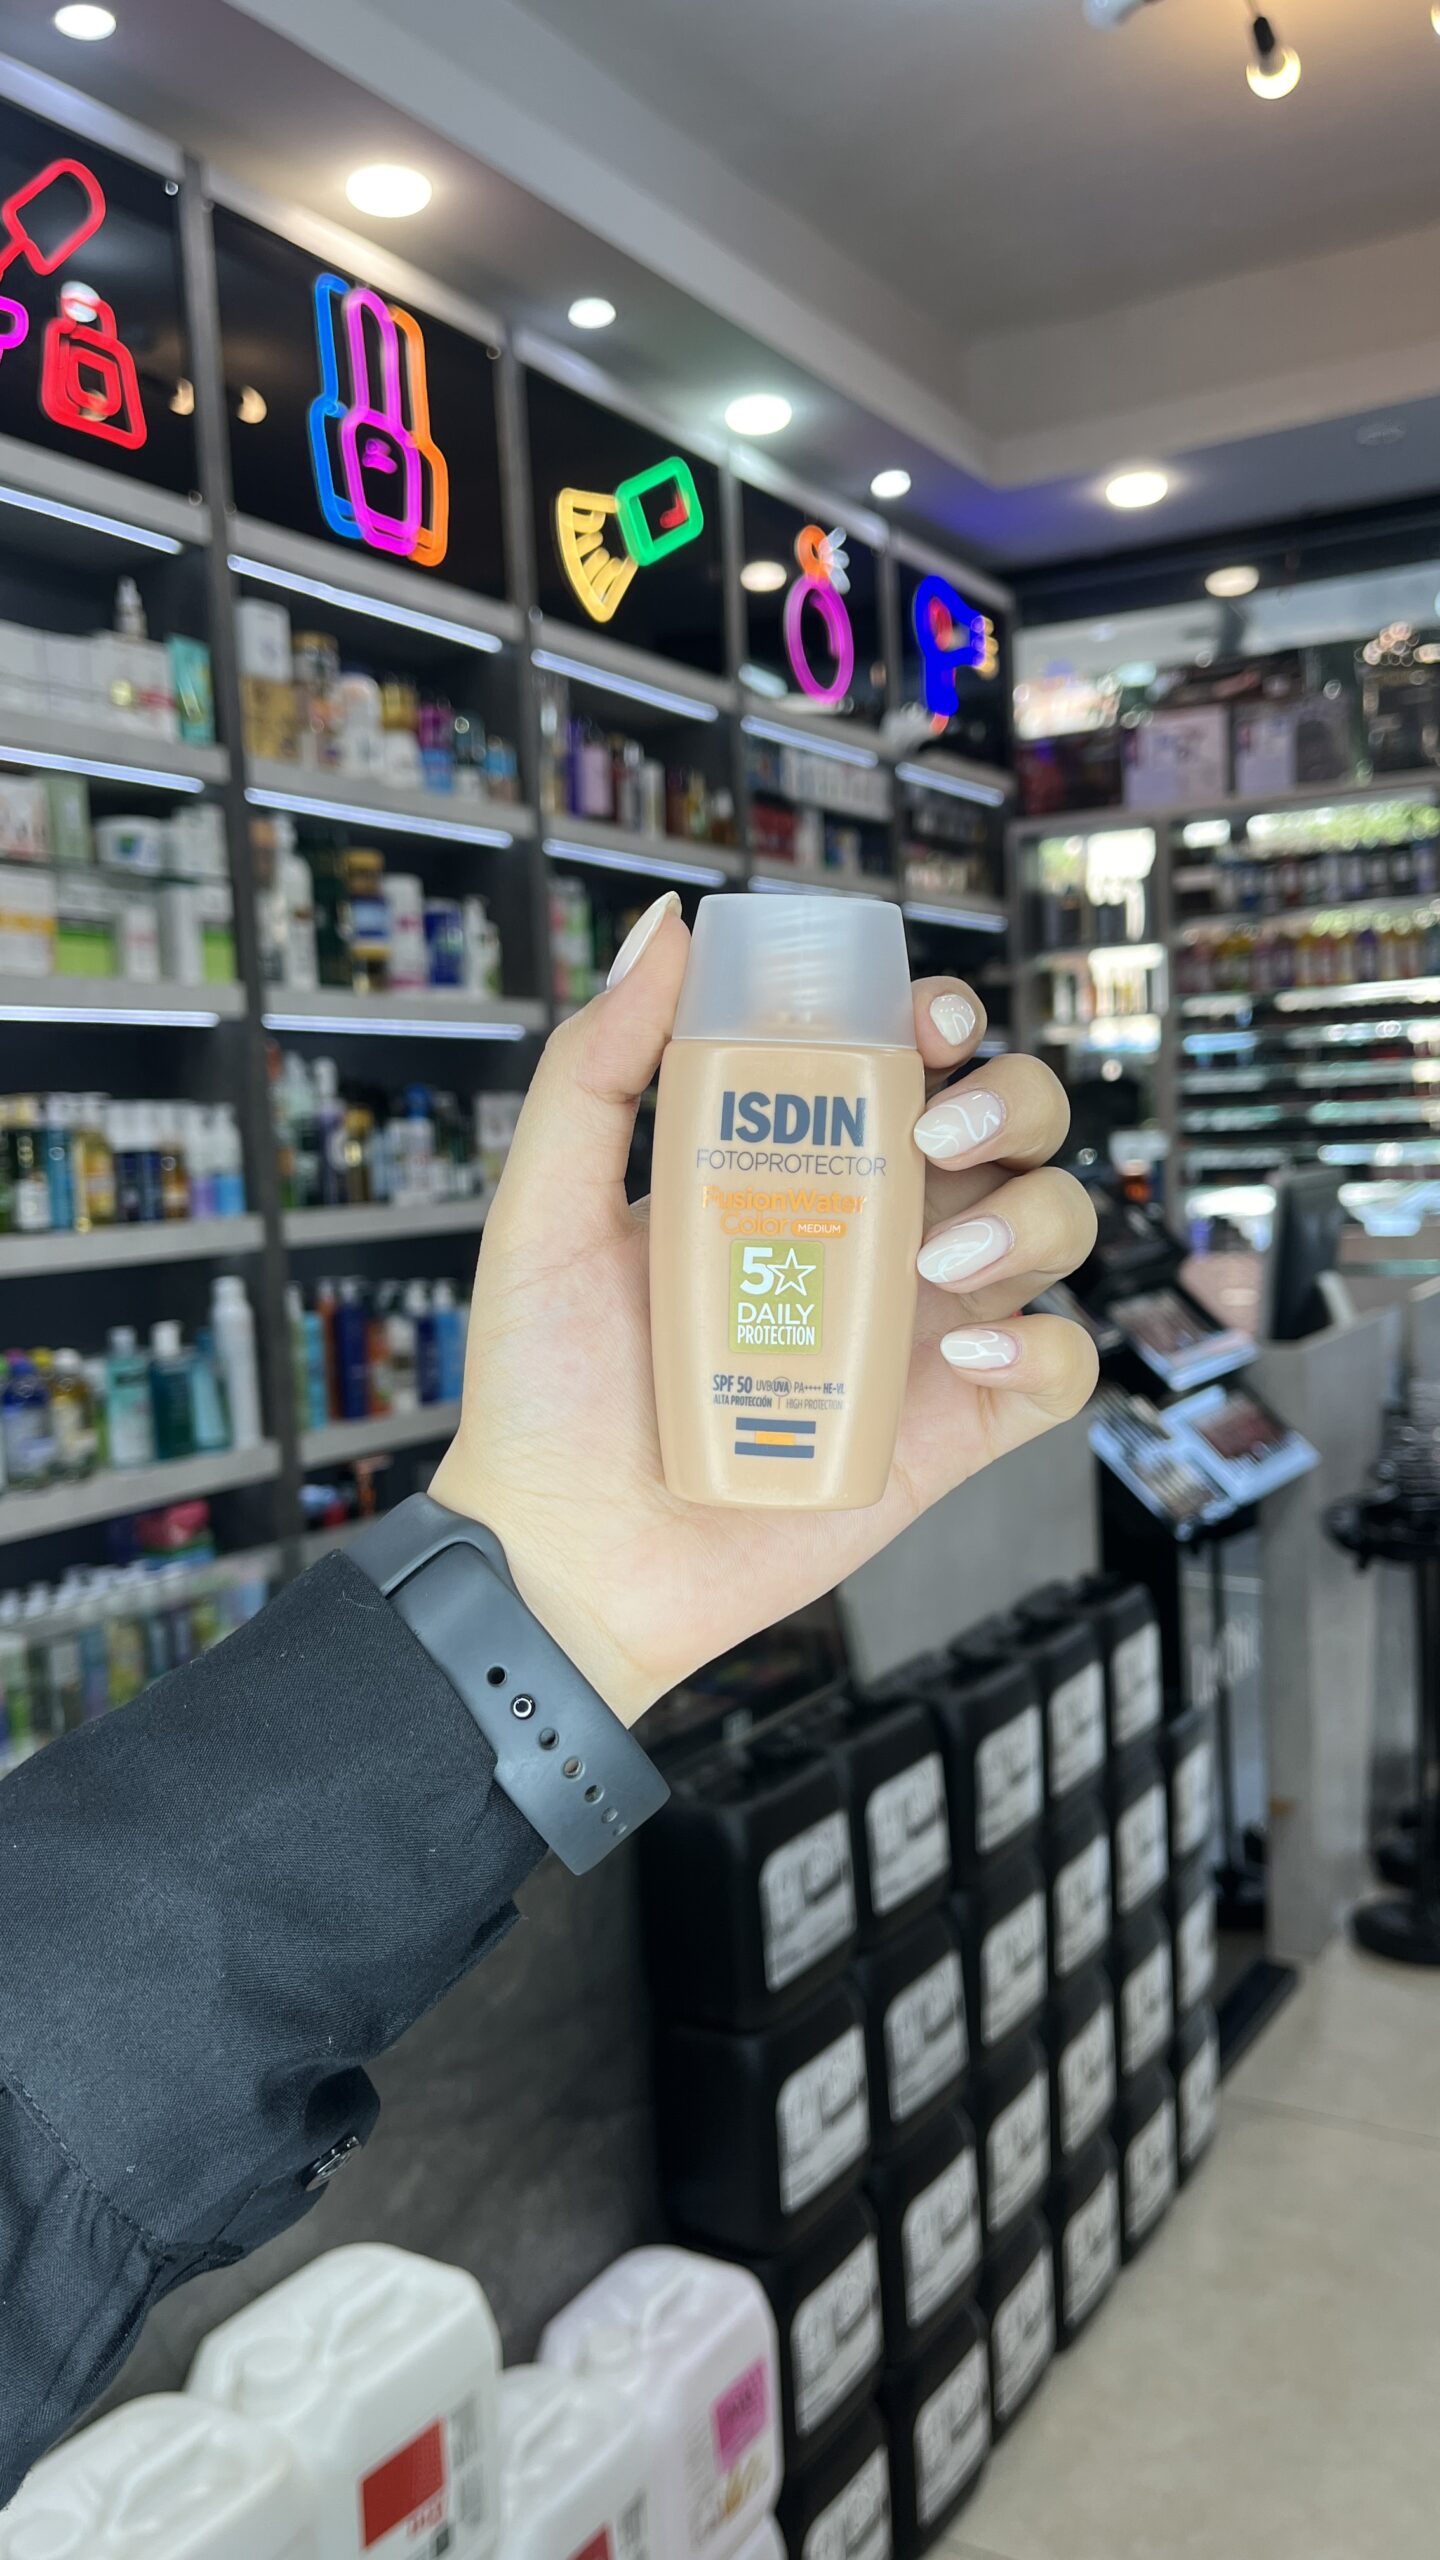 ISDIN
FOTOPROTECTOR
FusionWater
Color MEDIUM
5
DAILY
PROTECTION
SPF 50 UVB UVA PA++++ HE-VL
ALTA PROTECCIÓN | HIGH PROTECTION